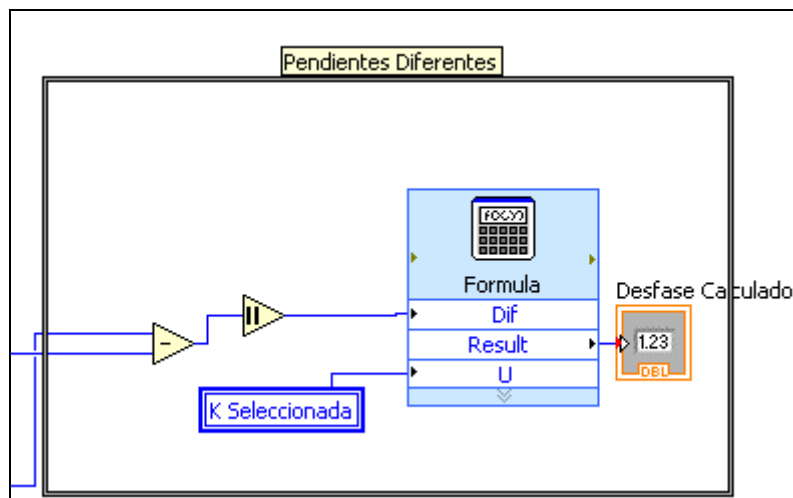 Pendientes Diferentes
f(X,Y)
Formula
Dif
Result
U
K Seleccionada
Desfase Calculado
1.23
DBL